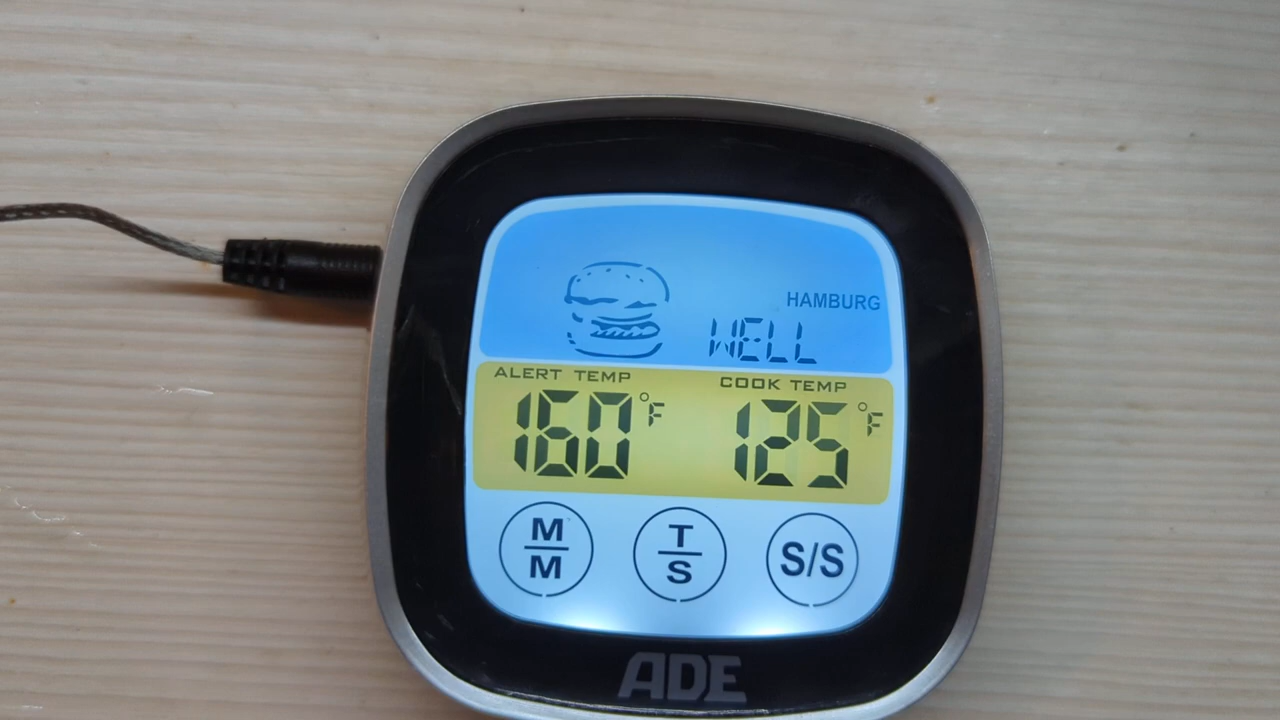 HAMBURG
WELL
ALERT TEMP COOK TEMP
160°F 125°F
M/M T/S S/S
ADE